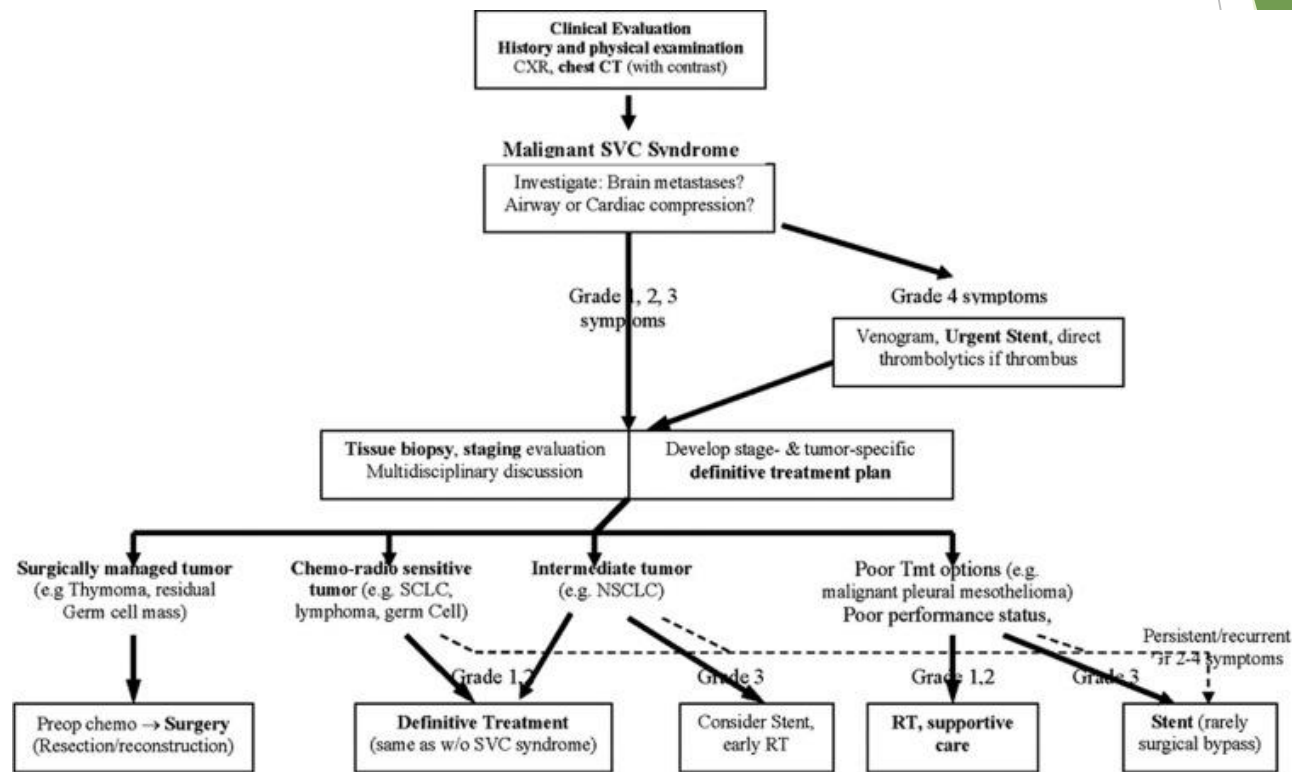 Clinical Evaluation
History and physical examination
CXR, chest CT (with contrast)
Malignant SVC Syndrome
Investigate: Brain metastases?
Airway or Cardiac compression?
Grade 1, 2, 3
symptoms
Grade 4 symptoms
Venogram, Urgent Stent, direct
thrombolytics if thrombus
Tissue biopsy, staging evaluation
Multidisciplinary discussion
Develop stage- & tumor-specific
definitive treatment plan
Surgically managed tumor
(e.g Thymoma, residual
Germ cell mass)
Chemo-radio sensitive
tumor (e.g. SCLC,
lymphoma, germ Cell)
Intermediate tumor
(e.g. NSCLC)
Poor Tmt options (e.g.
malignant pleural mesothelioma)
Poor performance status,
Persistent/recurrent
2-4 symptoms
Grade 1,2
Grade 3
Grade 1,2
Grade 3
Preop chemo → Surgery
(Resection/reconstruction)
Definitive Treatment
(same as w/o SVC syndrome)
Consider Stent,
early RT
RT, supportive
care
Stent (rarely
surgical bypass)